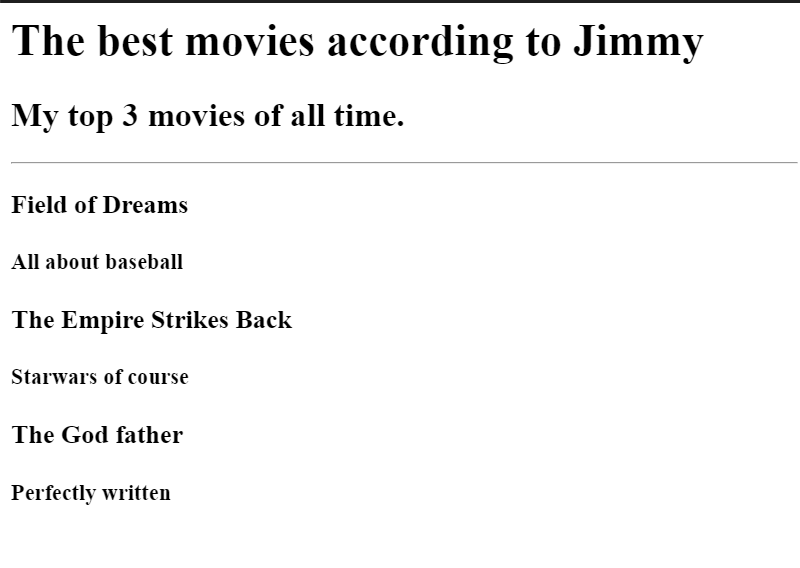 The best movies according to Jimmy
My top 3 movies of all time.
Field of Dreams
All about baseball
The Empire Strikes Back
Starwars of course
The God father
Perfectly written